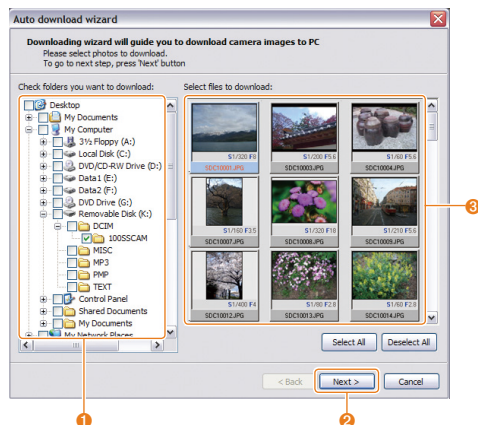 Auto download wizard
Downloading wizard will guide you to download camera images to PC
Please select photos to download.
To go to next step, press 'Next' button
Check folders you want to download:
Select files to download:
Desktop
My Documents
My Computer
3½ Floppy (A:)
Local Disk (C:)
DVD/CD-RW Drive (D:)
Data1 (E:)
Data2 (F:)
DVD Drive (G:)
Removable Disk (K:)
DCIM
100SSCAM
MISC
MP3
PMP
TEXT
Control Panel
Shared Documents
My Documents
My Network Places
S1/320 F8
S1/200 F5.6
S1/60 F5.6
SDC10001.JPG
SDC10003.JPG
SDC10004.JPG
S1/160 F3.5
S1/320 F18
S1/210 F5.6
SDC10007.JPG
SDC10008.JPG
SDC10009.JPG
S1/400 F4
S1/80 F2.8
S1/60 F2.8
SDC10012.JPG
SDC10013.JPG
SDC10014.JPG
3
Select All
Deselect All
< Back
Next >
Cancel
1
2